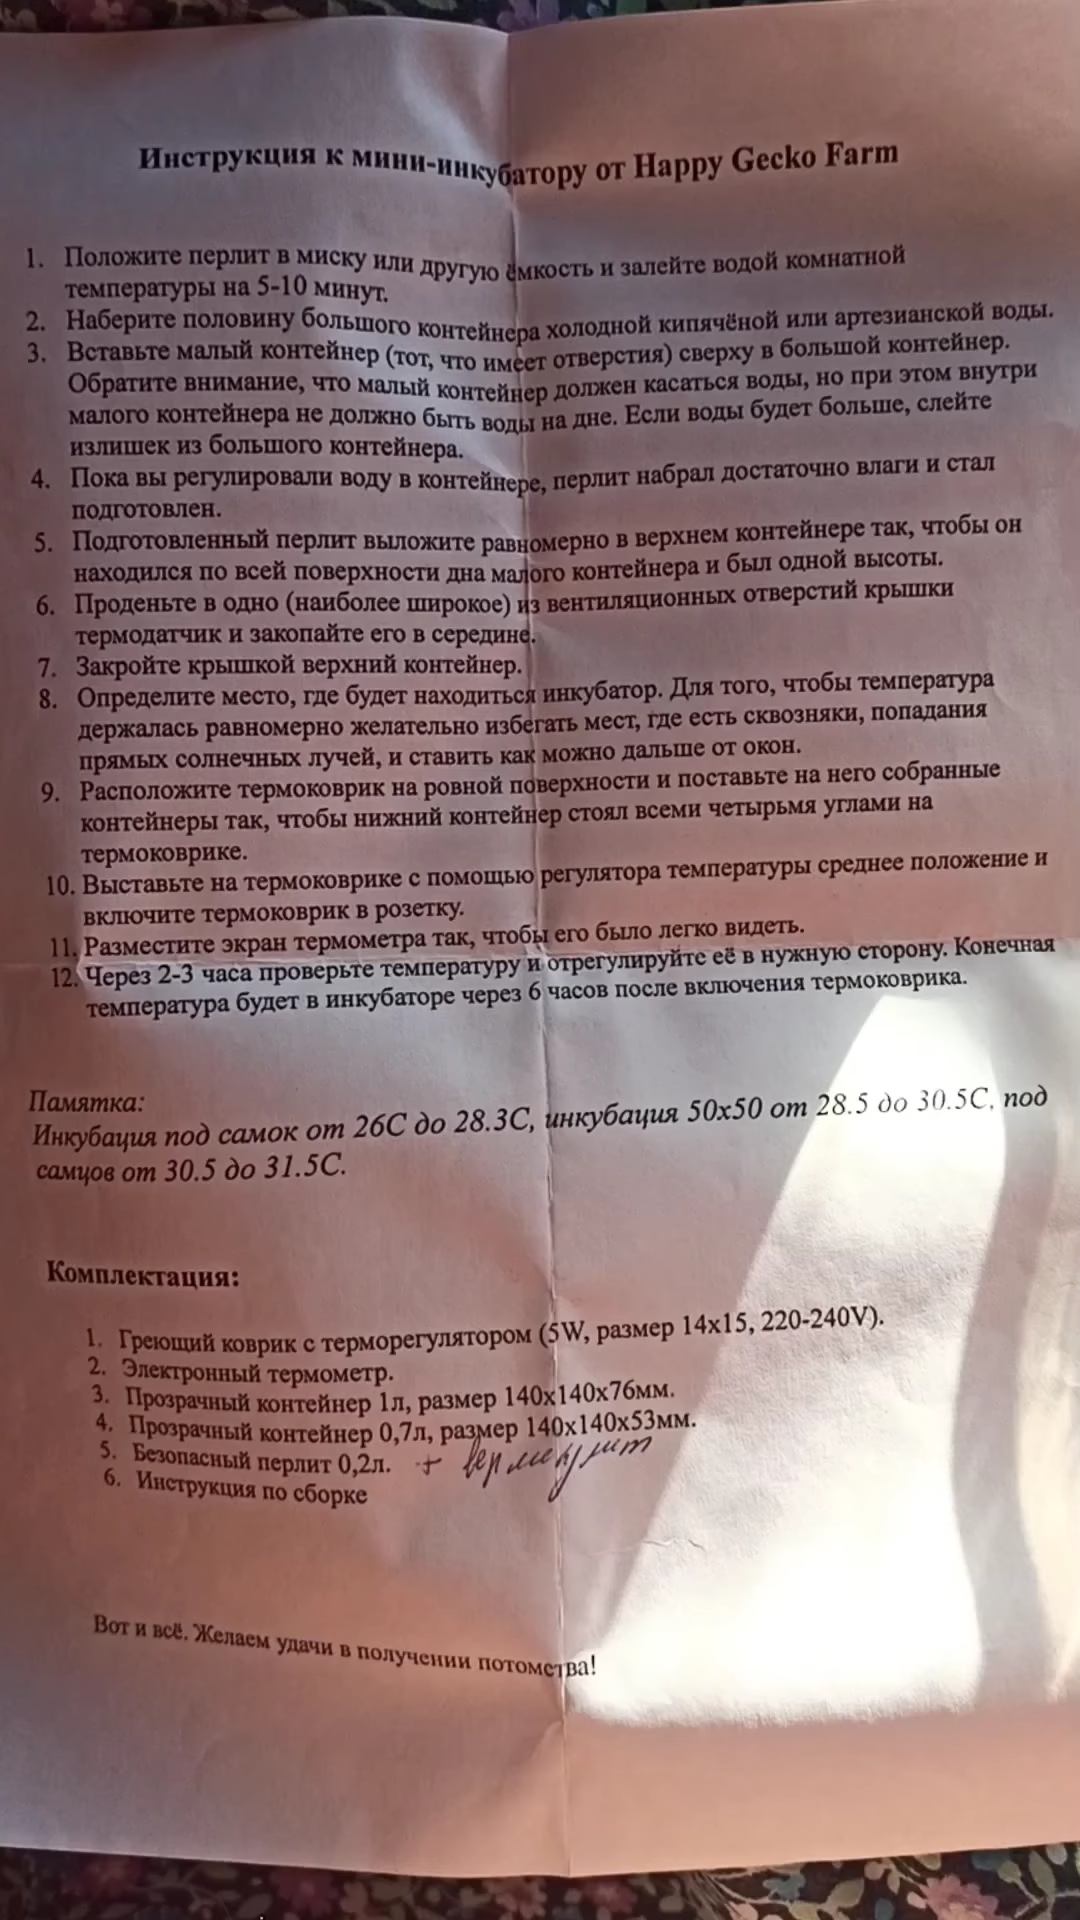 Инструкция к мини-инкубатору от Happy Gecko Farm
1. Положите перлит в миску или другую ёмкость и залейте водой комнатной
температуры на 5-10 минут.
2. Наберите половину большого контейнера холодной кипячёной или артезианской воды.
3. Вставьте малый контейнер (тот, что имеет отверстия) сверху в большой контейнер.
Обратите внимание, что малый контейнер должен касаться воды, но при этом внутри
малого контейнера не должно быть воды на дне. Если воды будет больше, слейте
излишек из большого контейнера.
4. Пока вы регулировали воду в контейнере, перлит набрал достаточно влаги и стал
подготовлен.
5. Подготовленный перлит выложите равномерно в верхнем контейнере так, чтобы он
находился по всей поверхности дна малого контейнера и был одной высоты.
6. Проденьте в одно (наиболее широкое) из вентиляционных отверстий крышки
термодатчик и закопайте его в середине.
7. Закройте крышкой верхний контейнер.
8. Определите место, где будет находиться инкубатор. Для того, чтобы температура
держалась равномерно желательно избегать мест, где есть сквозняки, попадания
прямых солнечных лучей, и ставить как можно дальше от окон.
9. Расположите термоковрик на ровной поверхности и поставьте на него собранные
контейнеры так, чтобы нижний контейнер стоял всеми четырьмя углами на
термоковрике.
10. Выставьте на термоковрике с помощью регулятора температуры среднее положение и
включите термоковрик в розетку.
11. Разместите экран термометра так, чтобы его было легко видеть.
12. Через 2-3 часа проверьте температуру и отрегулируйте её в нужную сторону. Конечная
температура будет в инкубаторе через 6 часов после включения термоковрика.
Памятка:
Инкубация под самок от 26С до 28.3С, инкубация 50х50 от 28.5 до 30.5С, под
самцов от 30.5 до 31.5С.
Комплектация:
1. Греющий коврик с терморегулятором (5W, размер 14х15, 220-240V).
2. Электронный термометр.
3. Прозрачный контейнер 1л, размер 140х140х76мм.
4. Прозрачный контейнер 0,7л, размер 140х140х53мм.
5. Безопасный перлит 0,2л. + вермикулит
6. Инструкция по сборке
Вот и всё. Желаем удачи в получении потомства!